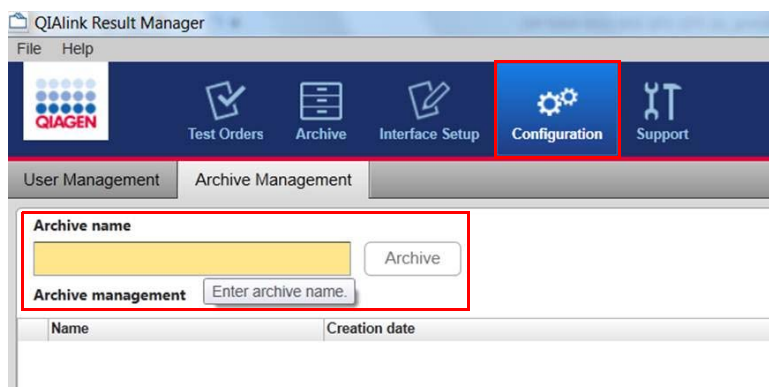 QIAlink Result Manager
File Help
QIAGEN
Test Orders Archive Interface Setup Configuration Support
User Management Archive Management
Archive name
Archive
Enter archive name.
Archive management
Name Creation date